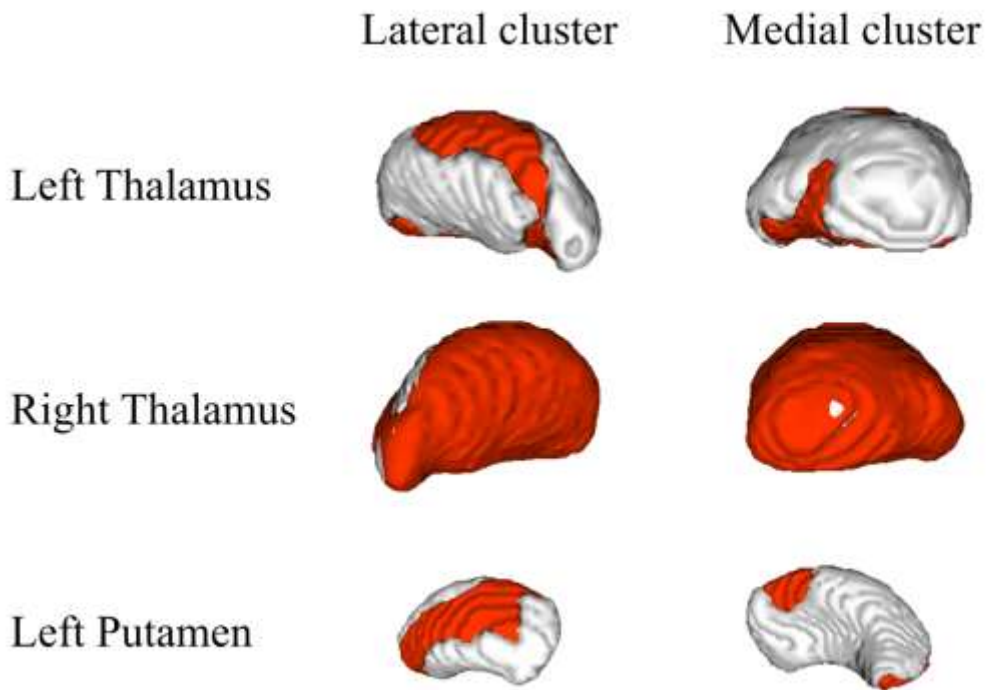 Lateral cluster Medial cluster
Left Thalamus
Right Thalamus
Left Putamen